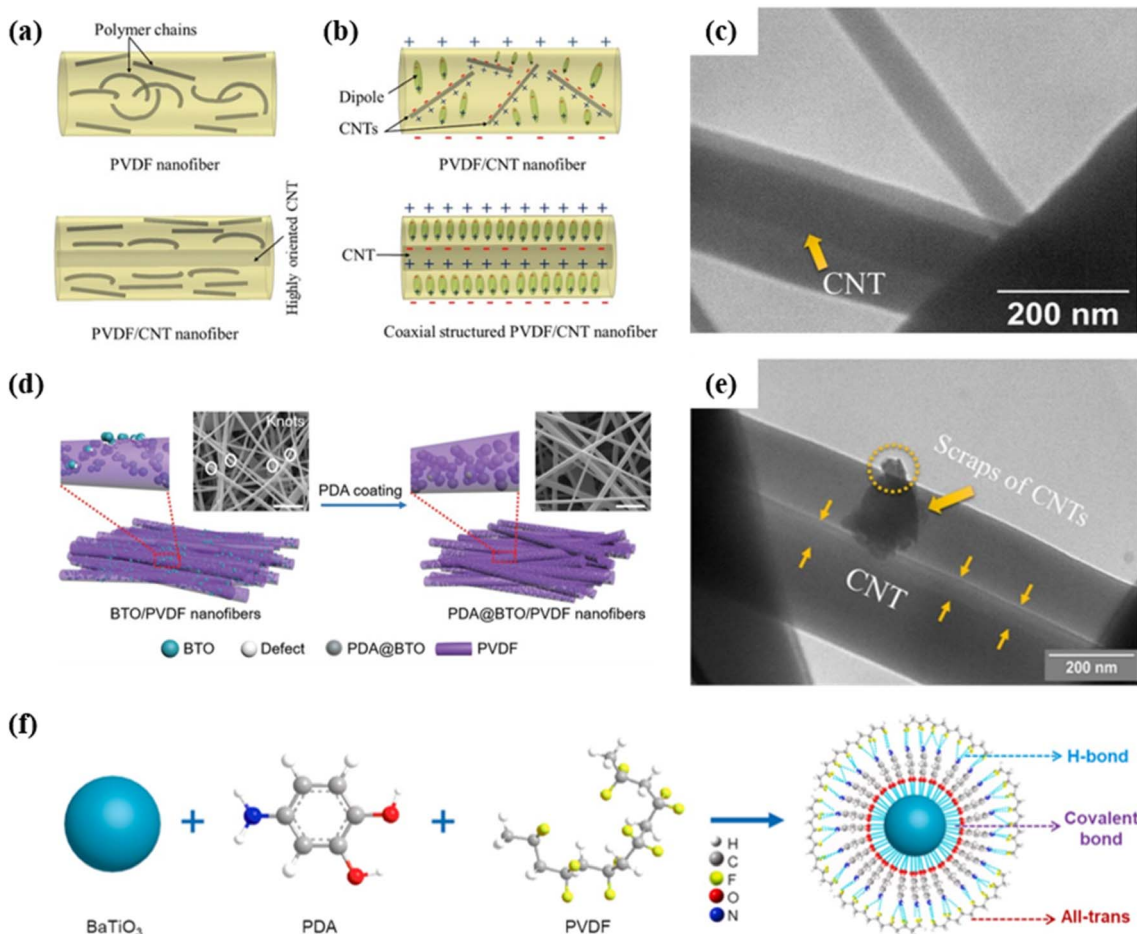 (a)
Polymer chains
PVDF nanofiber
Highly oriented CNT
PVDF/CNT nanofiber
(b)
Dipole
CNTs
PVDF/CNT nanofiber
CNT
Coaxial structured PVDF/CNT nanofiber
(c)
CNT
200 nm
(d)
Knots
PDA coating
BTO/PVDF nanofibers
PDA@BTO/PVDF nanofibers
BTO Defect PDA@BTO PVDF
(e)
Scraps of CNTs
CNT
200 nm
(f)
BaTiO₃
PDA
PVDF
H
C
F
O
N
H-bond
Covalent
bond
All-trans